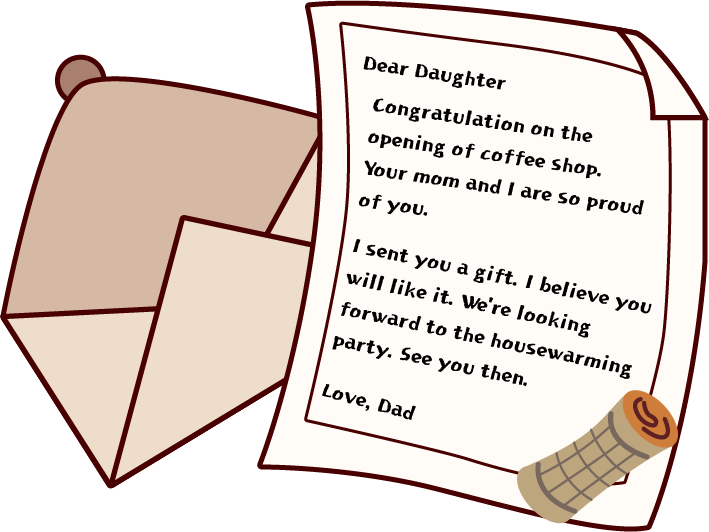 Dear Daughter
Congratulation on the
opening of coffee shop.
Your mom and I are so proud
of you.
I sent you a gift. I believe you
will like it. We're looking
forward to the housewarming
party. See you then.
Love, Dad